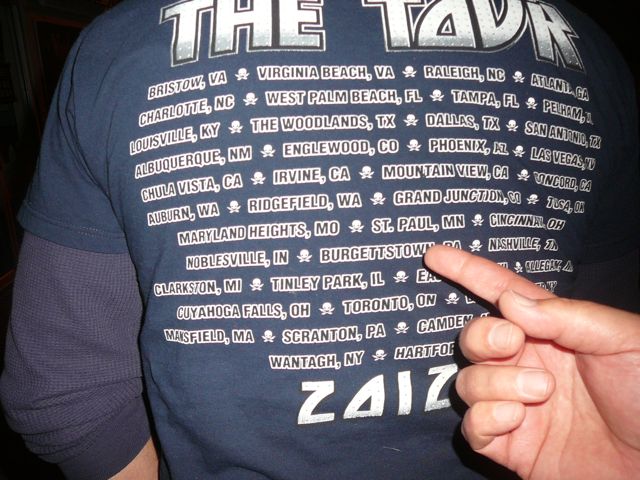 THE TOUR
BRISTOW, VA VIRGINIA BEACH, VA RALEIGH, NC ATLANTA, GA
CHARLOTTE, NC WEST PALM BEACH, FL TAMPA, FL PELHAM,
LOUISVILLE, KY THE WOODLANDS, TX DALLAS, TX SAN ANTONIO, TX
ALBUQUERQUE, NM ENGLEWOOD, CO PHOENIX, AZ LAS VEGAS, NV
CHULA VISTA, CA IRVINE, CA MOUNTAIN VIEW, CA CONCORD, CA
AUBURN, WA RIDGEFIELD, WA GRAND JUNCTION, CO TULSA, OK
MARYLAND HEIGHTS, MO ST. PAUL, MN CINCINNATI, OH
NOBLESVILLE, IN BURGETTSTOWN, PA NASHVILLE,
CLARKSTON, MI TINLEY PARK, IL ALLEGAN,
CUYAHOGA FALLS, OH TORONTO, ON
MANSFIELD, MA SCRANTON, PA CAMDEN,
WANTAGH, NY HARTFOR